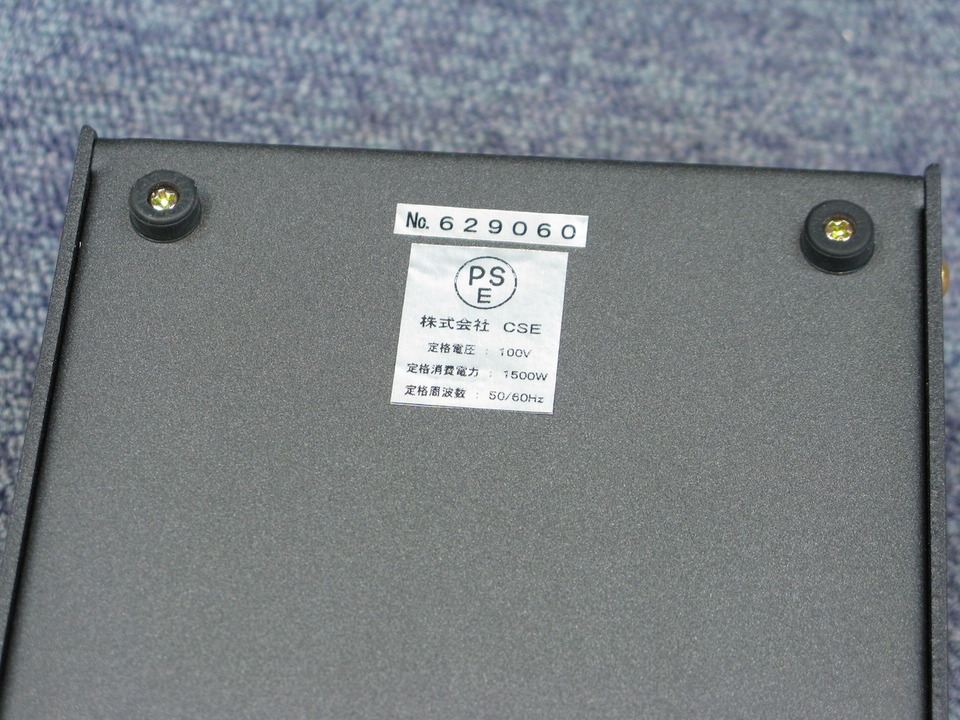 No. 629060
PS
E
株式会社 CSE
定格電圧 : 100V
定格消費電力 : 1500W
定格周波数 : 50/60Hz